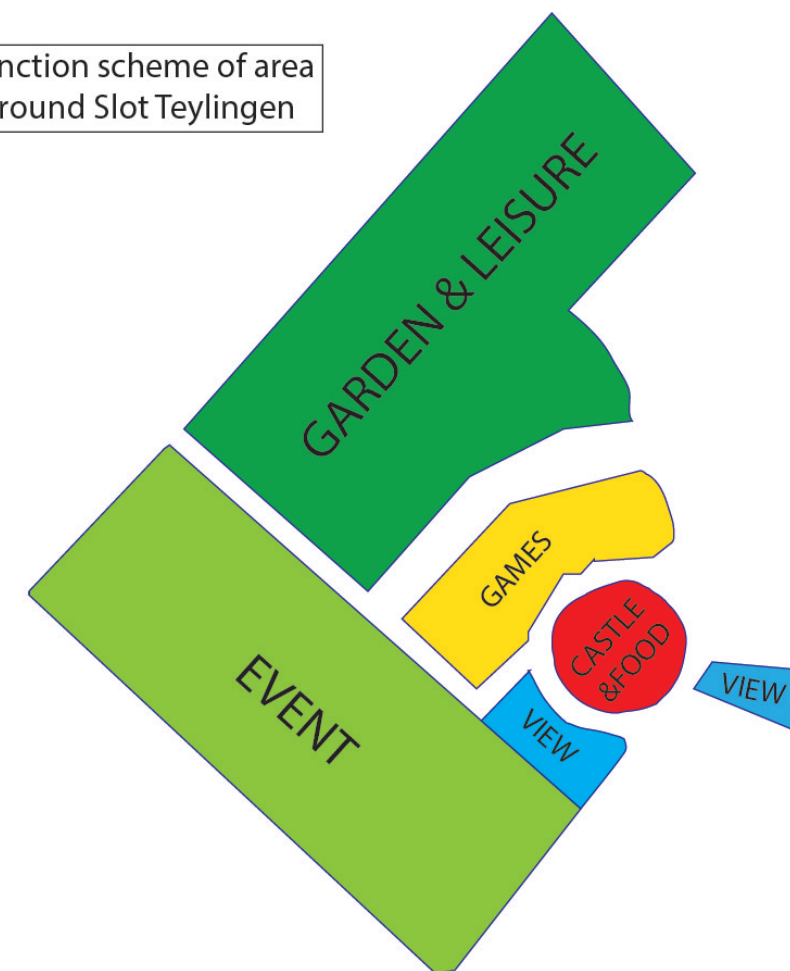 nction scheme of area
round Slot Teylingen
GARDEN & LEISURE
GAMES
CASTLE
&FOOD
VIEW
VIEW
EVENT